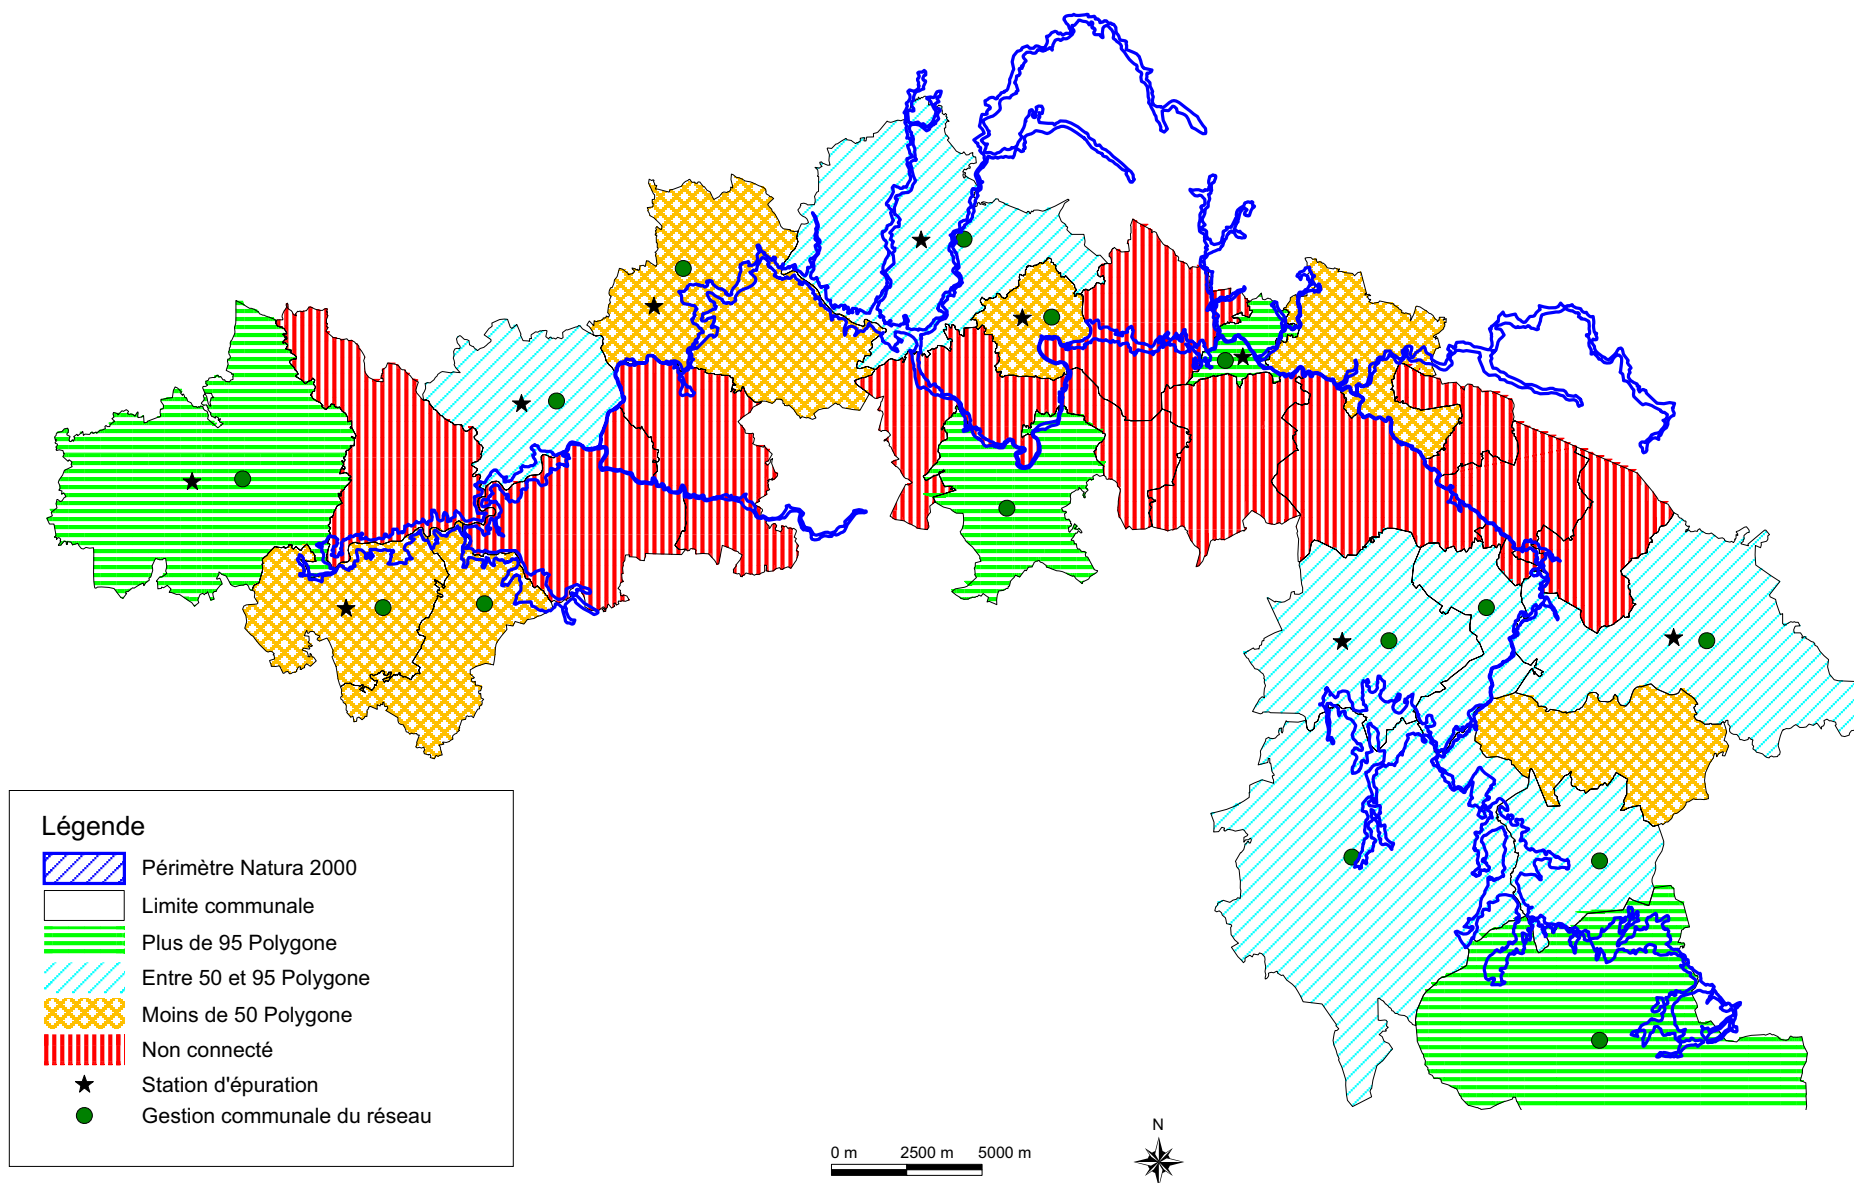 Légende
Périmètre Natura 2000
Limite communale
Plus de 95 Polygone
Entre 50 et 95 Polygone
Moins de 50 Polygone
Non connecté
Station d'épuration
Gestion communale du réseau
0 m 2500 m 5000 m
N